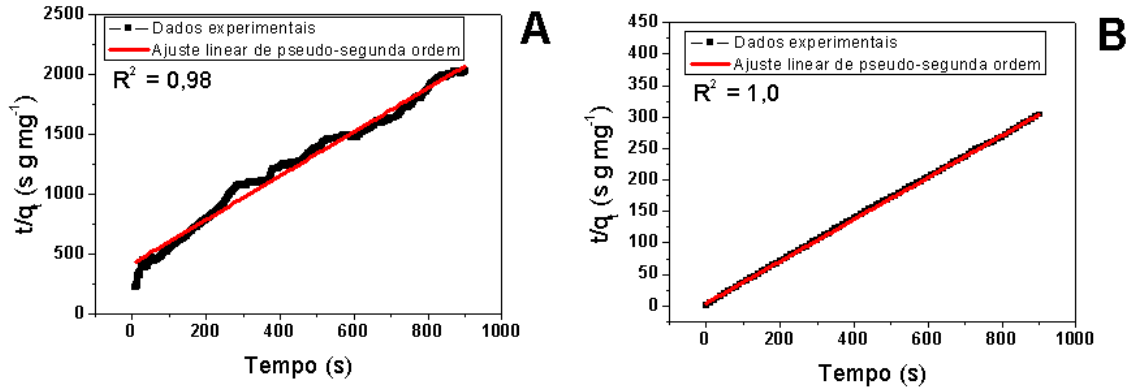 A
Dados experimentais
Ajuste linear de pseudo-segunda ordem
R² = 0,98
2500
2000
1500
1000
500
0
t/qt (s g mg⁻¹)
0 200 400 600 800 1000
Tempo (s)
B
Dados experimentais
Ajuste linear de pseudo-segunda ordem
R² = 1,0
450
400
350
300
250
200
150
100
50
0
t/qt (s g mg⁻¹)
0 200 400 600 800 1000
Tempo (s)